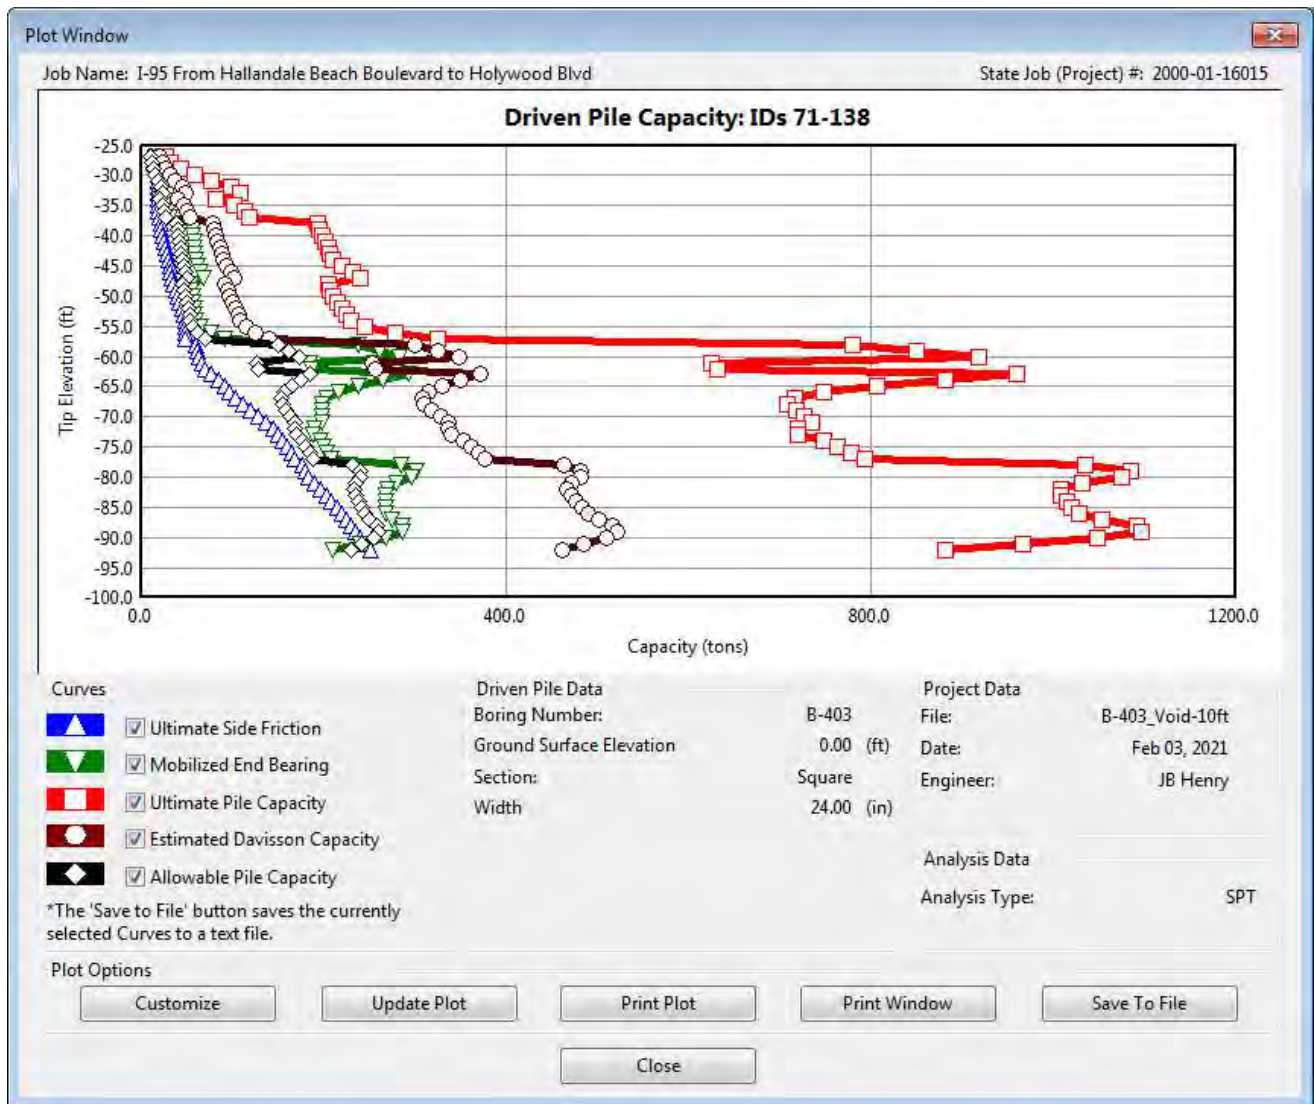 Plot Window
Job Name: I-95 From Hallandale Beach Boulevard to Holywood Blvd State Job (Project) #: 2000-01-16015
Driven Pile Capacity: IDs 71-138
-25.0
-30.0
-35.0
-40.0
-45.0
-50.0
-55.0
-60.0
-65.0
-70.0
-75.0
-80.0
-85.0
-90.0
-95.0
-100.0
Tip Elevation (ft)
0.0 400.0 800.0 1200.0
Capacity (tons)
Curves
Ultimate Side Friction
Mobilized End Bearing
Ultimate Pile Capacity
Estimated Davisson Capacity
Allowable Pile Capacity
*The 'Save to File' button saves the currently
selected Curves to a text file.
Driven Pile Data
Boring Number: B-403
Ground Surface Elevation 0.00 (ft)
Section: Square
Width 24.00 (in)
Project Data
File: B-403_Void-10ft
Date: Feb 03, 2021
Engineer: JB Henry
Analysis Data
Analysis Type: SPT
Plot Options
Customize Update Plot Print Plot Print Window Save To File
Close